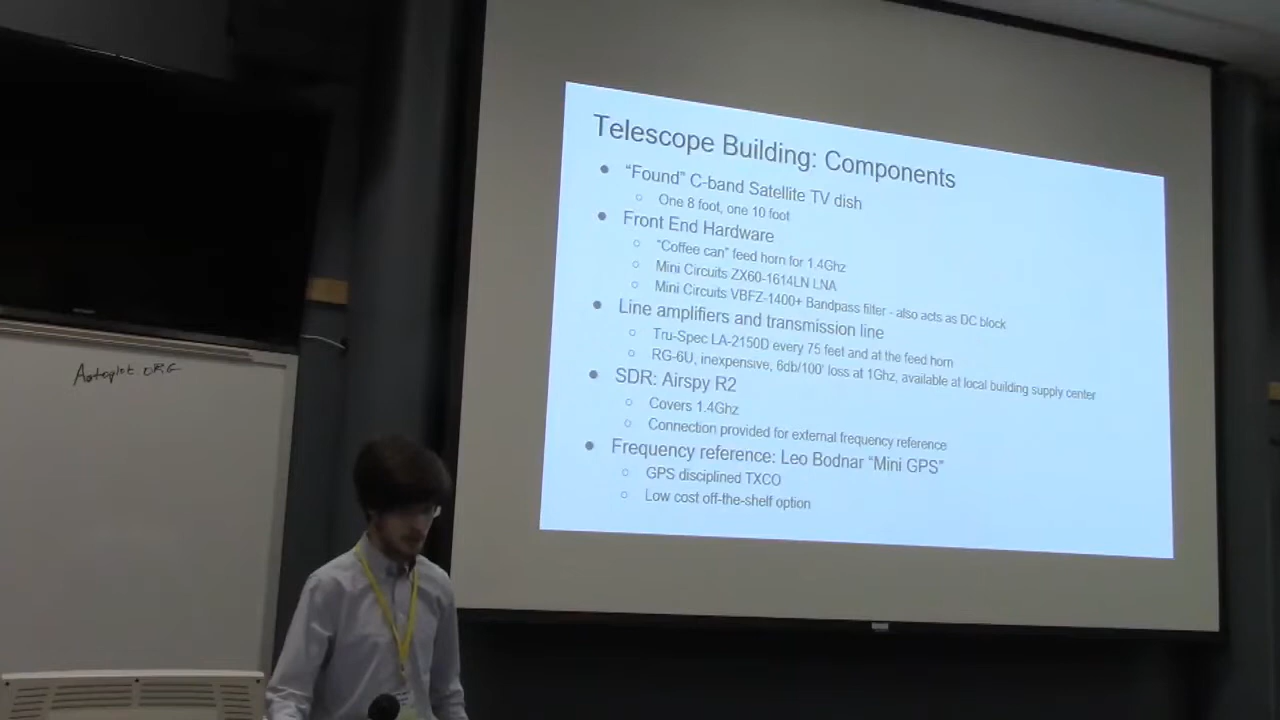 Telescope Building: Components
● "Found" C-band Satellite TV dish
○ One 8 foot, one 10 foot
● Front End Hardware
○ "Coffee can" feed horn for 1.4Ghz
○ Mini Circuits ZX60-1614LN LNA
○ Mini Circuits VBFZ-1400+ Bandpass filter - also acts as DC block
● Line amplifiers and transmission line
○ Tru-Spec LA-2150D every 75 feet and at the feed horn
○ RG-6U, inexpensive, 6db/100' loss at 1Ghz, available at local building supply center
● SDR: Airspy R2
○ Covers 1.4Ghz
○ Connection provided for external frequency reference
● Frequency reference: Leo Bodnar "Mini GPS"
○ GPS disciplined TXCO
○ Low cost off-the-shelf option